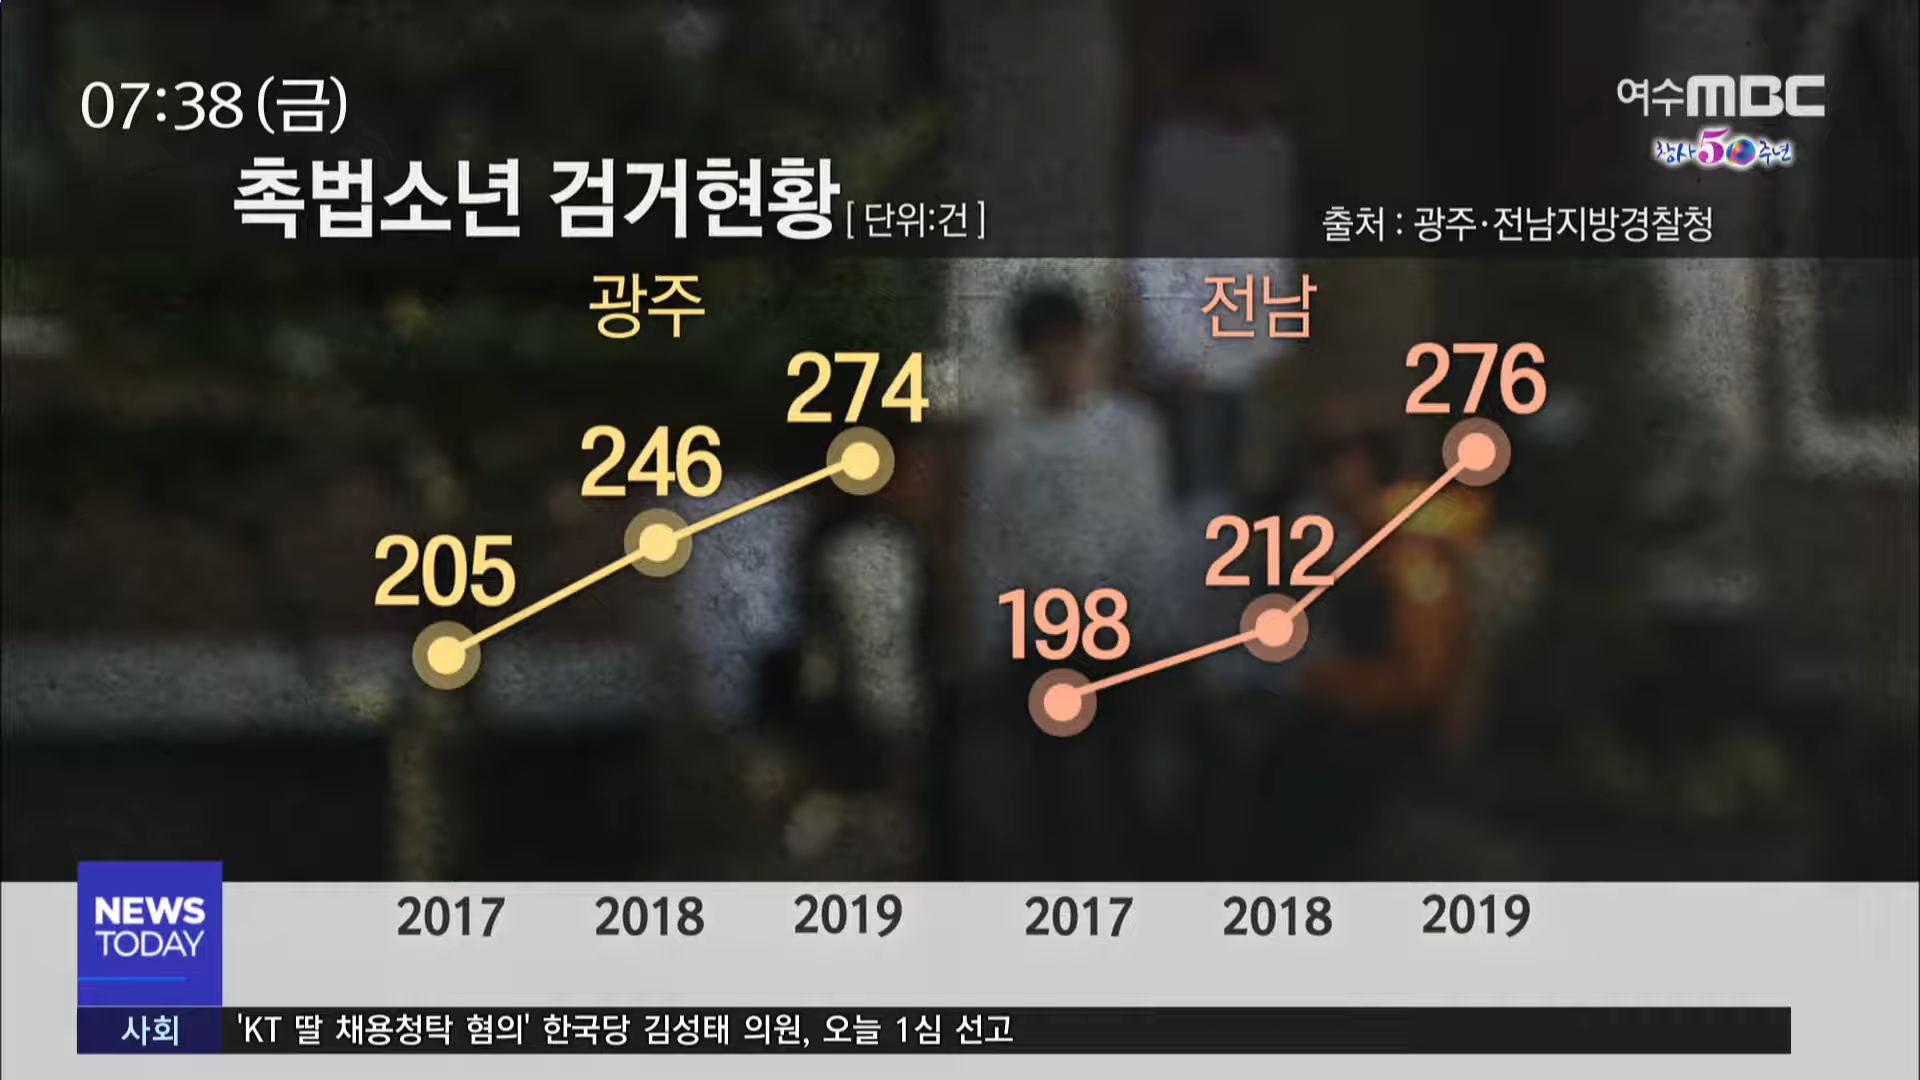 07:38 (금)
여수MBC
창사50주년
촉법소년 검거현황 [ 단위:건 ]
출처 : 광주·전남지방경찰청
광주
전남
274
276
246
212
205
198
2017 2018 2019 2017 2018 2019
NEWS
TODAY
사회 'KT 딸 채용청탁 혐의' 한국당 김성태 의원, 오늘 1심 선고